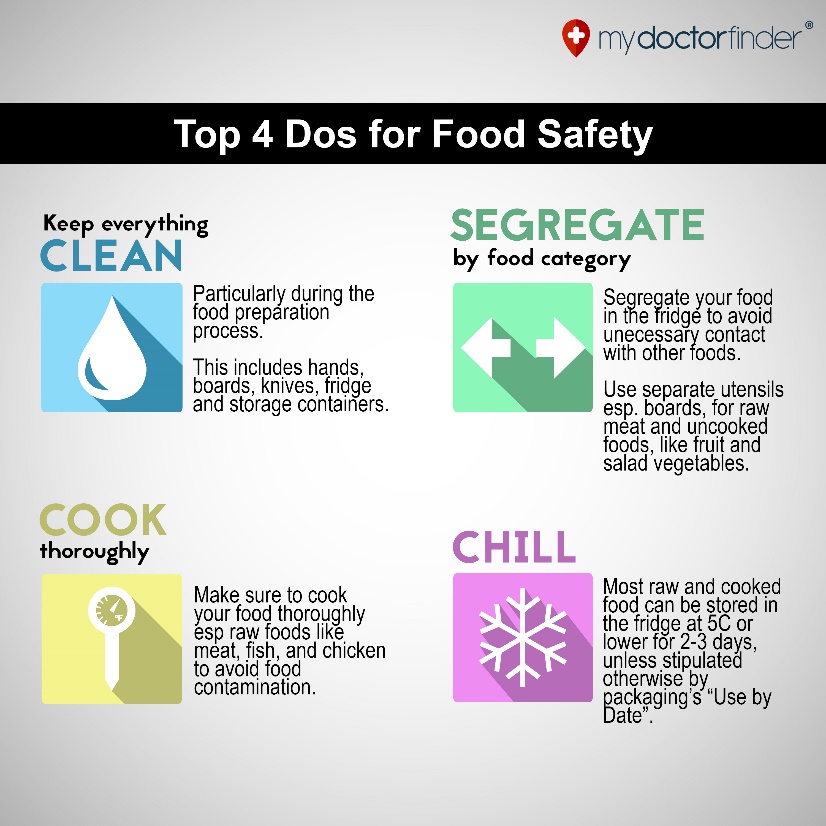 mydoctorfinder®
Top 4 Dos for Food Safety
Keep everything
CLEAN
Particularly during the
food preparation
process.
This includes hands,
boards, knives, fridge
and storage containers.
SEGREGATE
by food category
Segregate your food
in the fridge to avoid
unecessary contact
with other foods.
Use separate utensils
esp. boards, for raw
meat and uncooked
foods, like fruit and
salad vegetables.
COOK
thoroughly
°F
Make sure to cook
your food thoroughly
esp raw foods like
meat, fish, and chicken
to avoid food
contamination.
CHILL
Most raw and cooked
food can be stored in
the fridge at 5C or
lower for 2-3 days,
unless stipulated
otherwise by
packaging's “Use by
Date”.